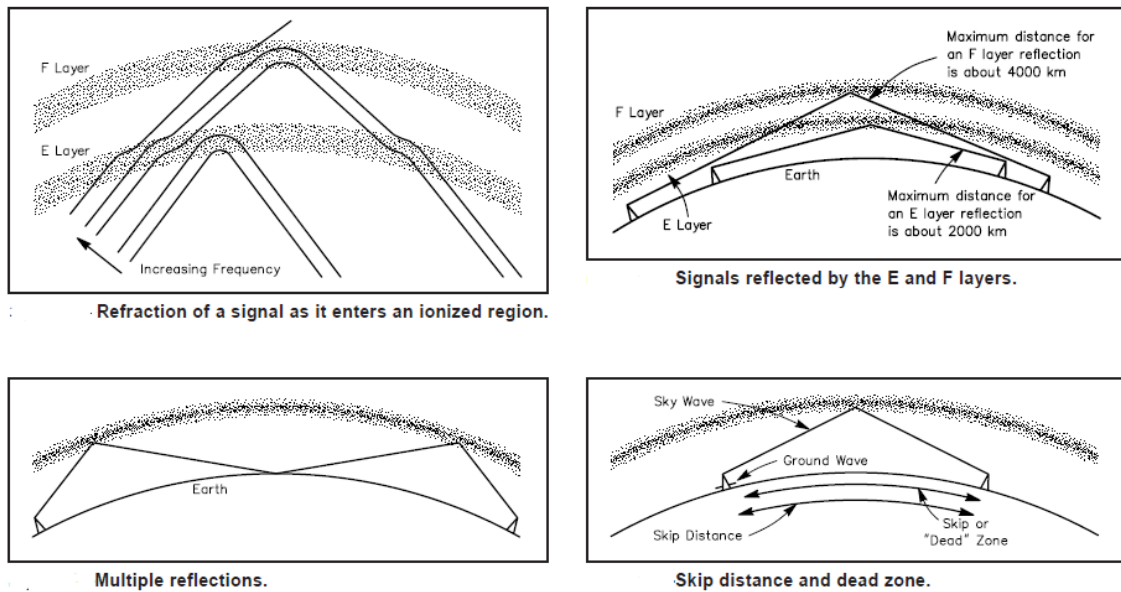 F Layer
E Layer
Increasing Frequency
Refraction of a signal as it enters an ionized region.
Maximum distance for
an F layer reflection
is about 4000 km
F Layer
Earth
E Layer
Maximum distance for
an E layer reflection
is about 2000 km
Signals reflected by the E and F layers.
Earth
Multiple reflections.
Sky Wave
Ground Wave
Skip Distance
Skip or
"Dead" Zone
Skip distance and dead zone.